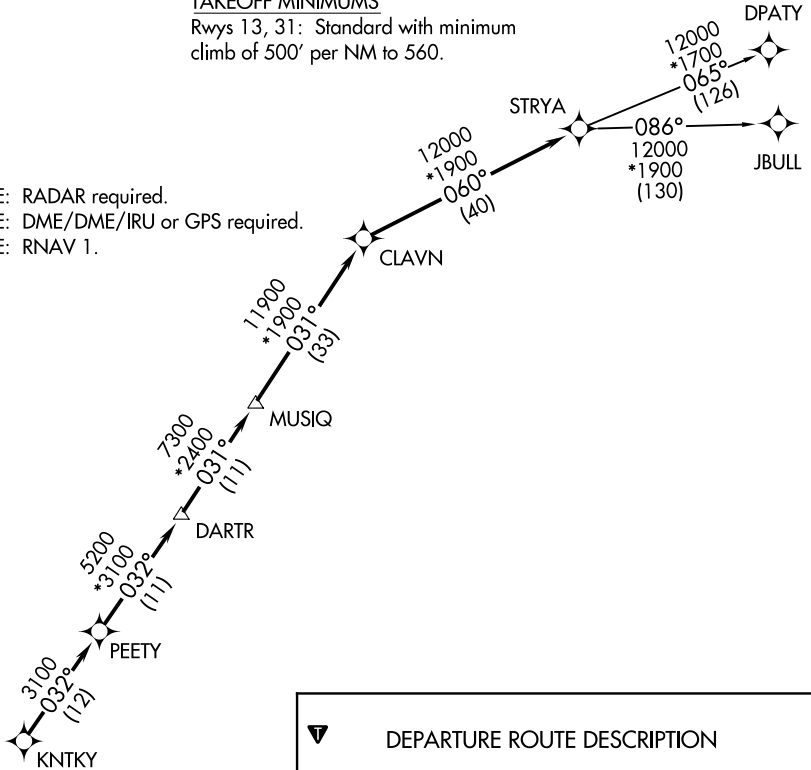 TAKEOFF MINIMUMS
Rwys 13, 31: Standard with minimum
climb of 500' per NM to 560.
DPATY
12000
*1700
065°
(126)
STRYA
086°
12000
*1900
(130)
JBULL
12000
*1900
060°
(40)
E: RADAR required.
E: DME/DME/IRU or GPS required.
E: RNAV 1.
CLAVN
11900
*1900
031°
(33)
MUSIQ
7300
*2400
031°
(11)
DARTR
5200
*3100
032°
(11)
PEETY
3100
032°
(12)
KNTKY
T DEPARTURE ROUTE DESCRIPTION